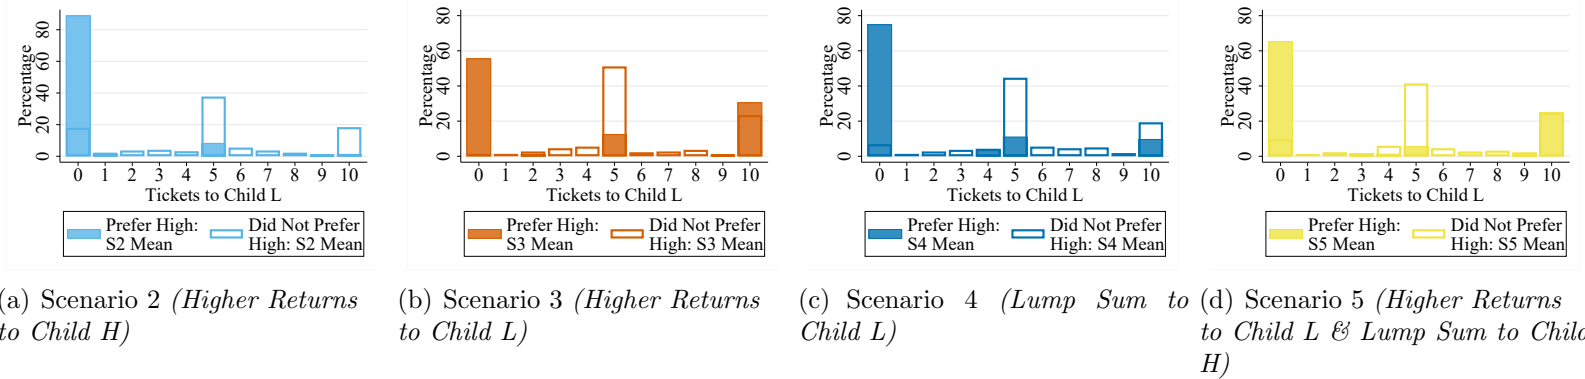 Percentage
0 20 40 60 80
0 1 2 3 4 5 6 7 8 9 10
Tickets to Child L
Prefer High: Did Not Prefer
S2 Mean High: S2 Mean
(a) Scenario 2 (Higher Returns
to Child H)
Percentage
0 20 40 60 80
0 1 2 3 4 5 6 7 8 9 10
Tickets to Child L
Prefer High: Did Not Prefer
S3 Mean High: S3 Mean
(b) Scenario 3 (Higher Returns
to Child L)
Percentage
0 20 40 60 80
0 1 2 3 4 5 6 7 8 9 10
Tickets to Child L
Prefer High: Did Not Prefer
S4 Mean High: S4 Mean
(c) Scenario 4 (Lump Sum to
Child L)
Percentage
0 20 40 60 80
0 1 2 3 4 5 6 7 8 9 10
Tickets to Child L
Prefer High: Did Not Prefer
S5 Mean High: S5 Mean
(d) Scenario 5 (Higher Returns
to Child L & Lump Sum to Child
H)